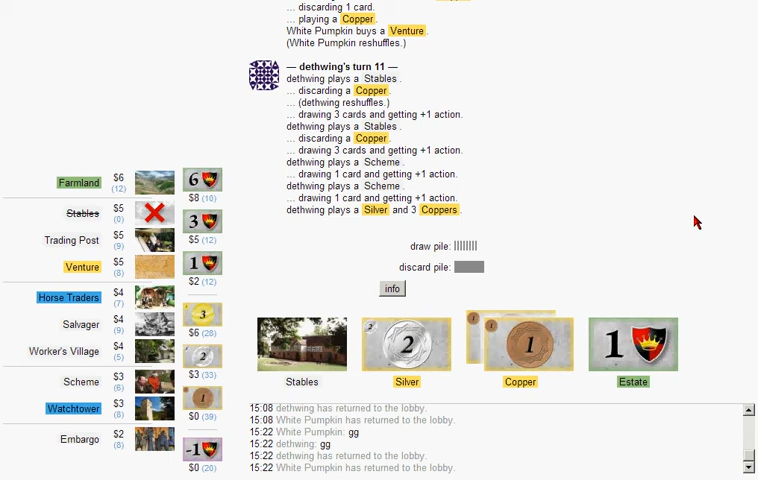 ... discarding 1 card.
... playing a Copper.
White Pumpkin buys a Venture.
(White Pumpkin reshuffles.)
— dethwing's turn 11 —
dethwing plays a Stables.
... discarding a Copper.
... (dethwing reshuffles.)
... drawing 3 cards and getting +1 action.
dethwing plays a Stables.
... discarding a Copper.
... drawing 3 cards and getting +1 action.
dethwing plays a Scheme.
... drawing 1 card and getting +1 action.
dethwing plays a Scheme.
... drawing 1 card and getting +1 action.
dethwing plays a Silver and 3 Coppers.
draw pile:
discard pile:
info
Farmland $6 (12) 6 $8 (10)
Stables $5 (0) 3 $5 (12)
Trading Post $5 (9)
Venture $5 (8) 1 $2 (12)
Horse Traders $4 (7) 3 $6 (28)
Salvager $4 (9)
Worker's Village $4 (5) 2 $3 (33)
Scheme $3 (6)
Watchtower $3 (8) 1 $0 (39)
Embargo $2 (8) -1 $0 (20)
2 2 1 1 1 1
Stables Silver Copper Estate
15:08 dethwing has returned to the lobby.
15:08 White Pumpkin has returned to the lobby.
15:22 White Pumpkin: gg
15:22 dethwing: gg
15:22 dethwing has returned to the lobby.
15:22 White Pumpkin has returned to the lobby.